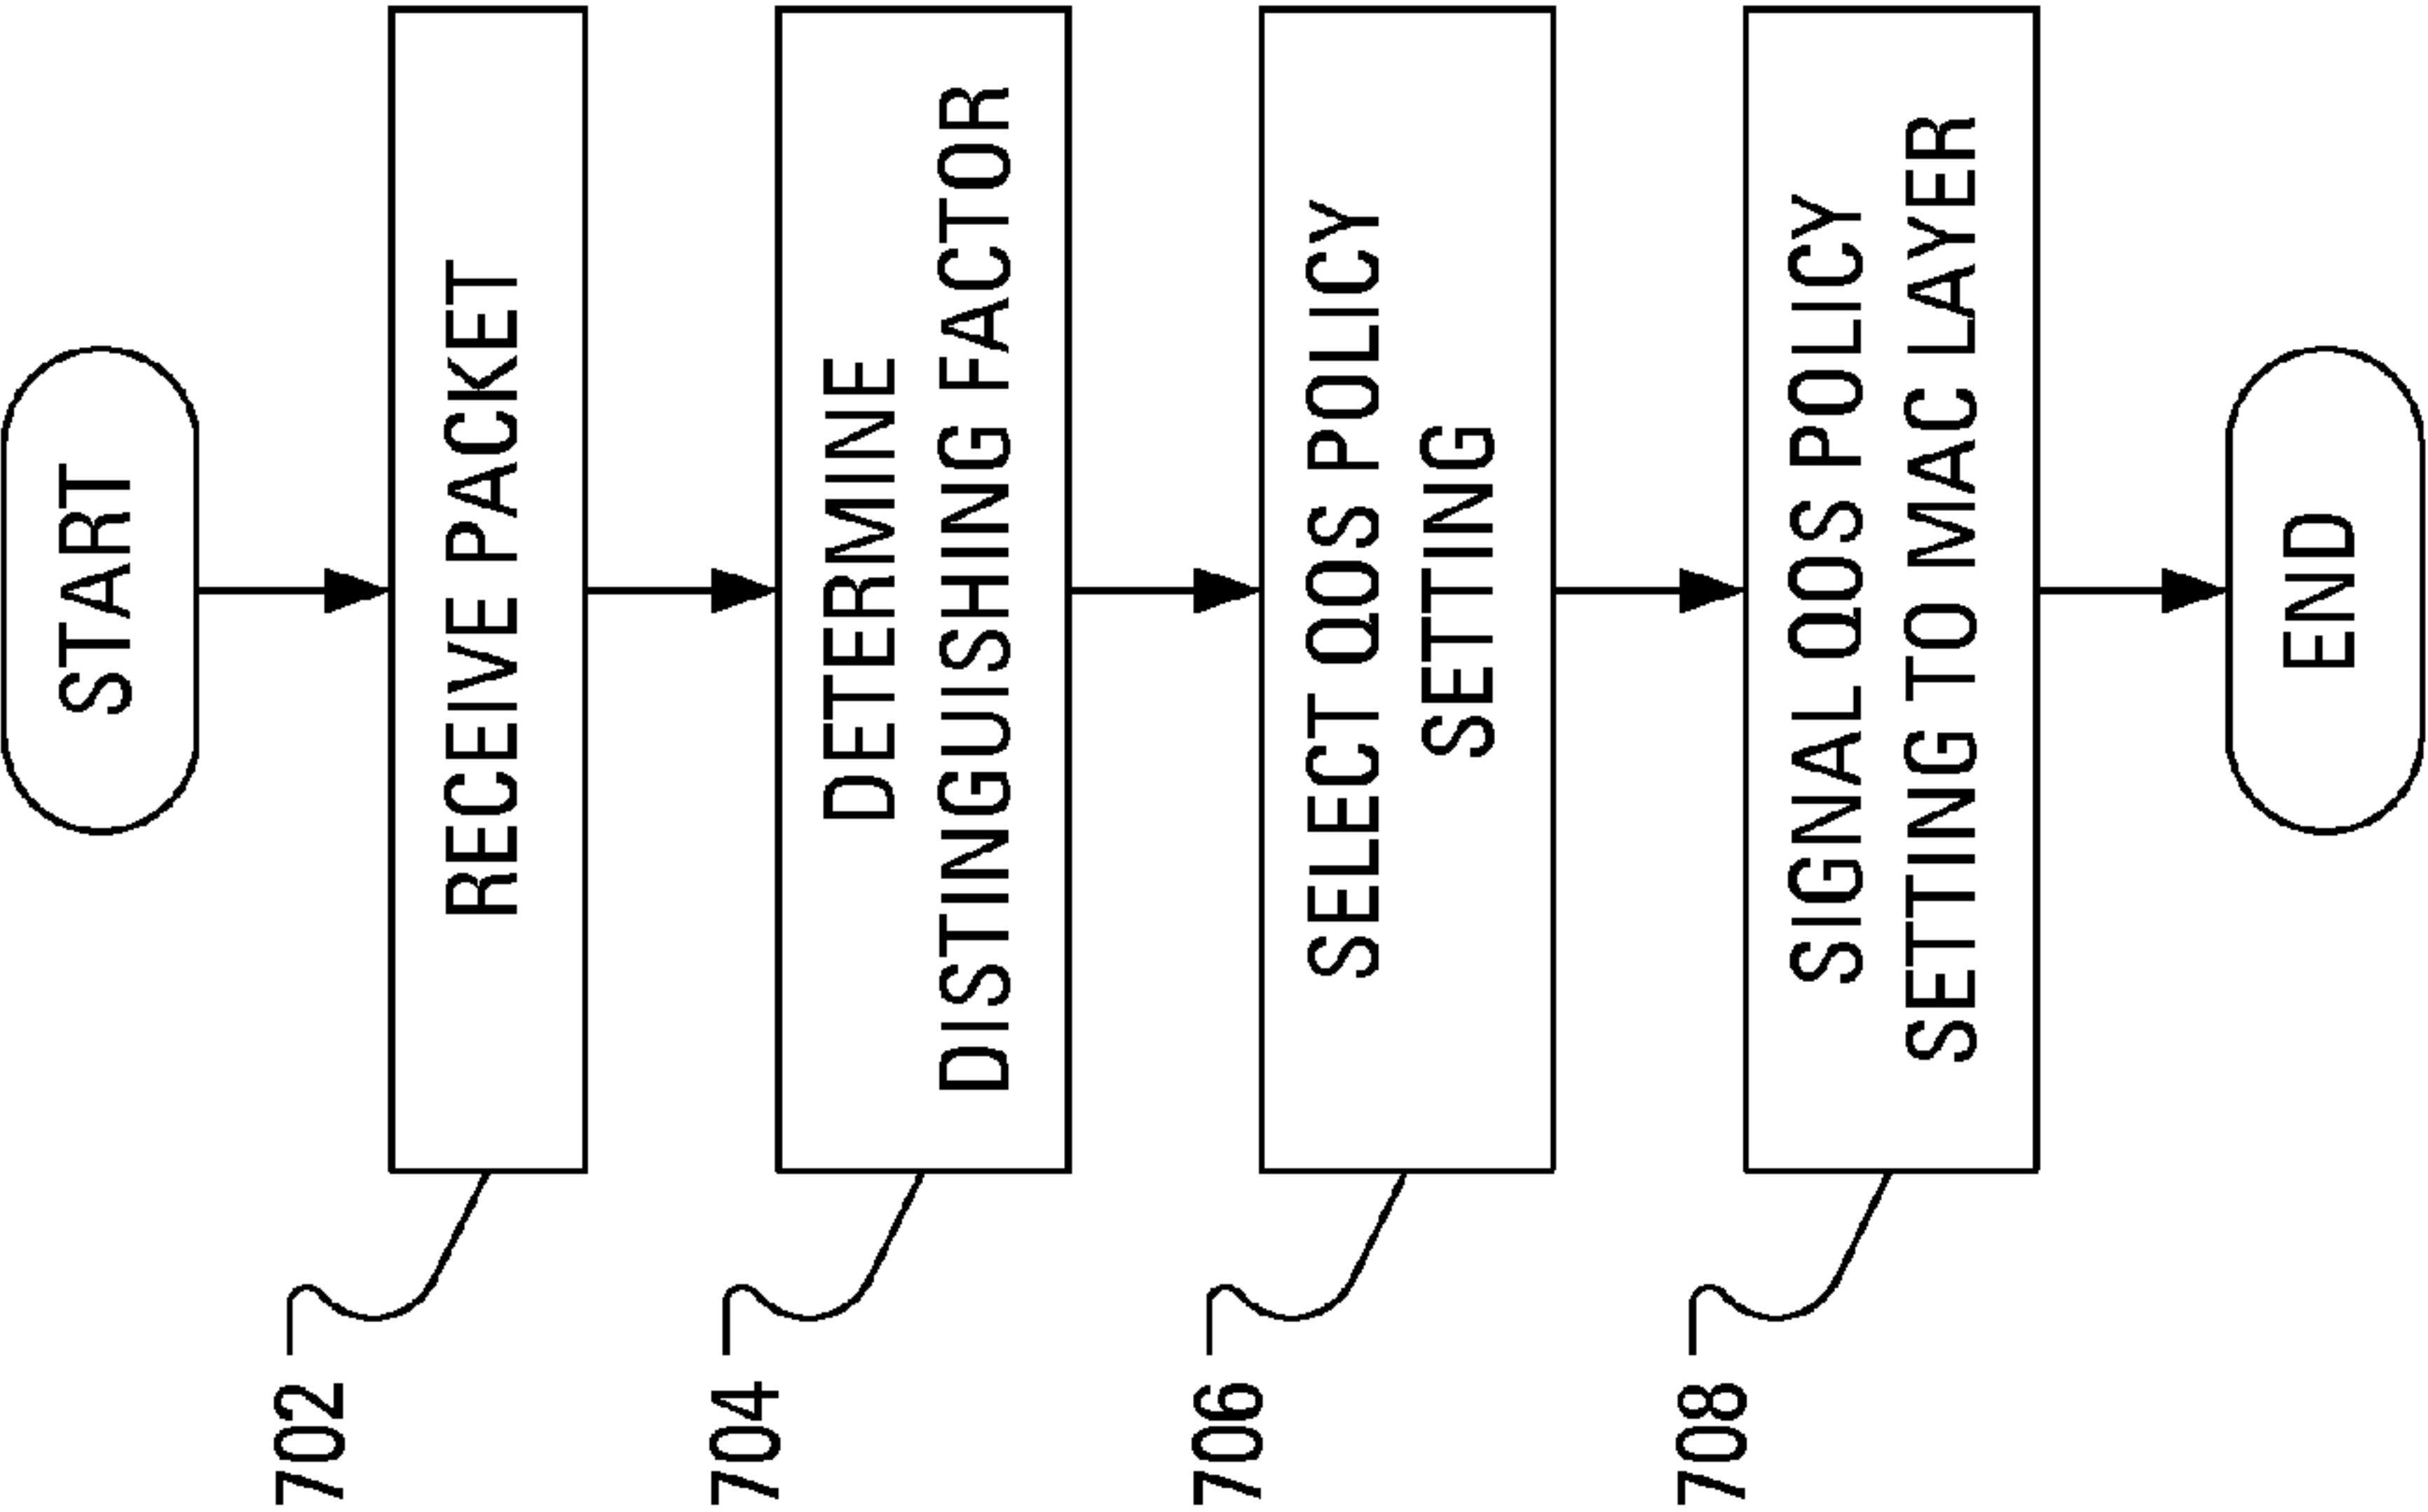 START
702
RECEIVE PACKET
704
DETERMINE
DISTINGUISHING FACTOR
706
SELECT QOS POLICY
SETTING
708
SIGNAL QOS POLICY
SETTING TO MAC LAYER
END